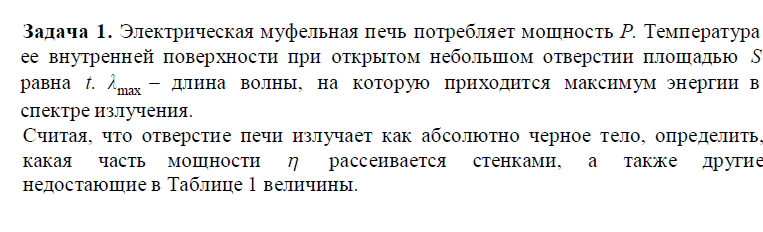 Задача 1. Электрическая муфельная печь потребляет мощность P. Температура
ее внутренней поверхности при открытом небольшом отверстии площадью S
равна t. λmax – длина волны, на которую приходится максимум энергии в
спектре излучения.
Считая, что отверстие печи излучает как абсолютно черное тело, определить,
какая часть мощности η рассеивается стенками, а также другие
недостающие в Таблице 1 величины.